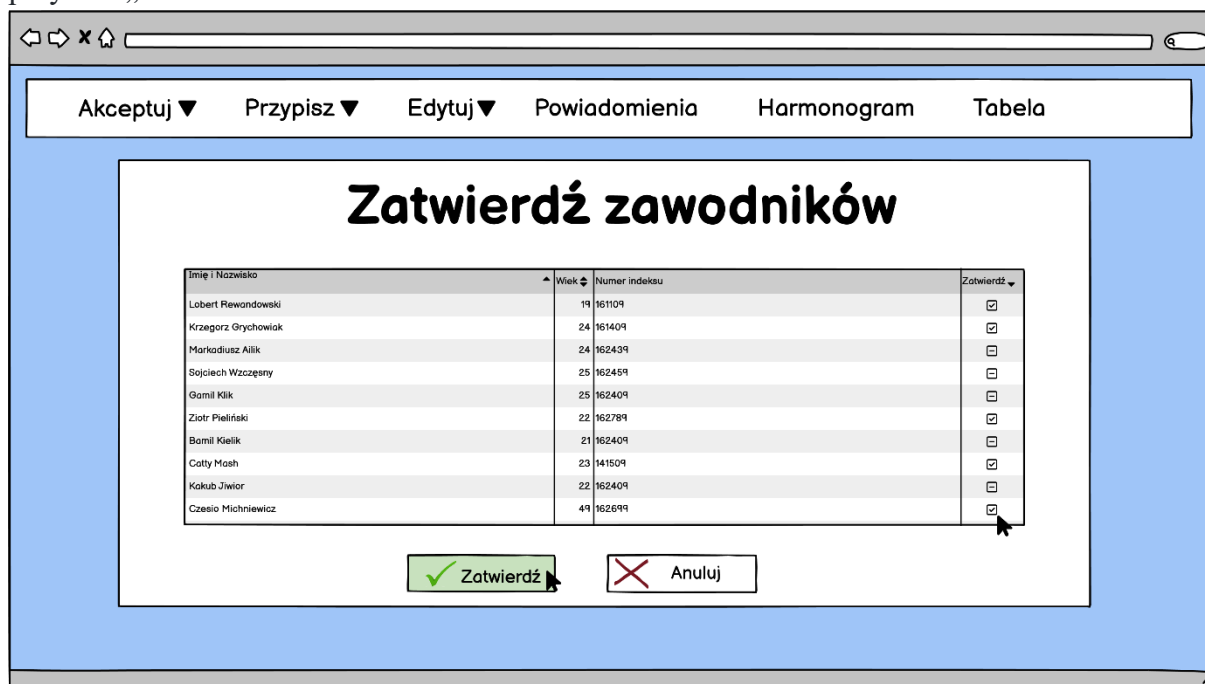 Akceptuj ▼ Przypisz ▼ Edytuj ▼ Powiadomienia Harmonogram Tabela
Zatwierdź zawodników
Imię i Nazwisko Wiek Numer indeksu Zatwierdź
Lobert Rewandowski 19 161109
Krzegorz Grychowiak 24 161409
Markadiusz Ailik 24 162439
Sojciech Wzczęsny 25 162459
Gamil Klik 25 162409
Ziotr Pieliński 22 162789
Bamil Kielik 21 162409
Catty Mash 23 141509
Kakub Jiwior 22 162409
Czesio Michniewicz 49 162699
Zatwierdź Anuluj